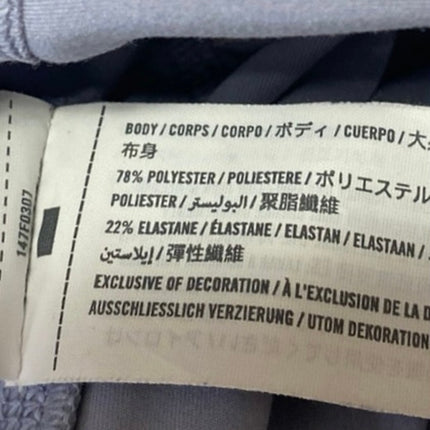 BODY / CORPS / CORPO / ボディ / CUERPO / 大
布身
78% POLYESTER / POLIESTERE / ポリエステル
POLIESTER / البوليستر / 聚脂纖維
22% ELASTANE / ÉLASTANE / ELASTAN / ELASTAAN /
إيلاستين / 彈性纖維
EXCLUSIVE OF DECORATION / À L'EXCLUSION DE LA D
AUSSCHLIESSLICH VERZIERUNG / UTOM DEKORATION
147F0307